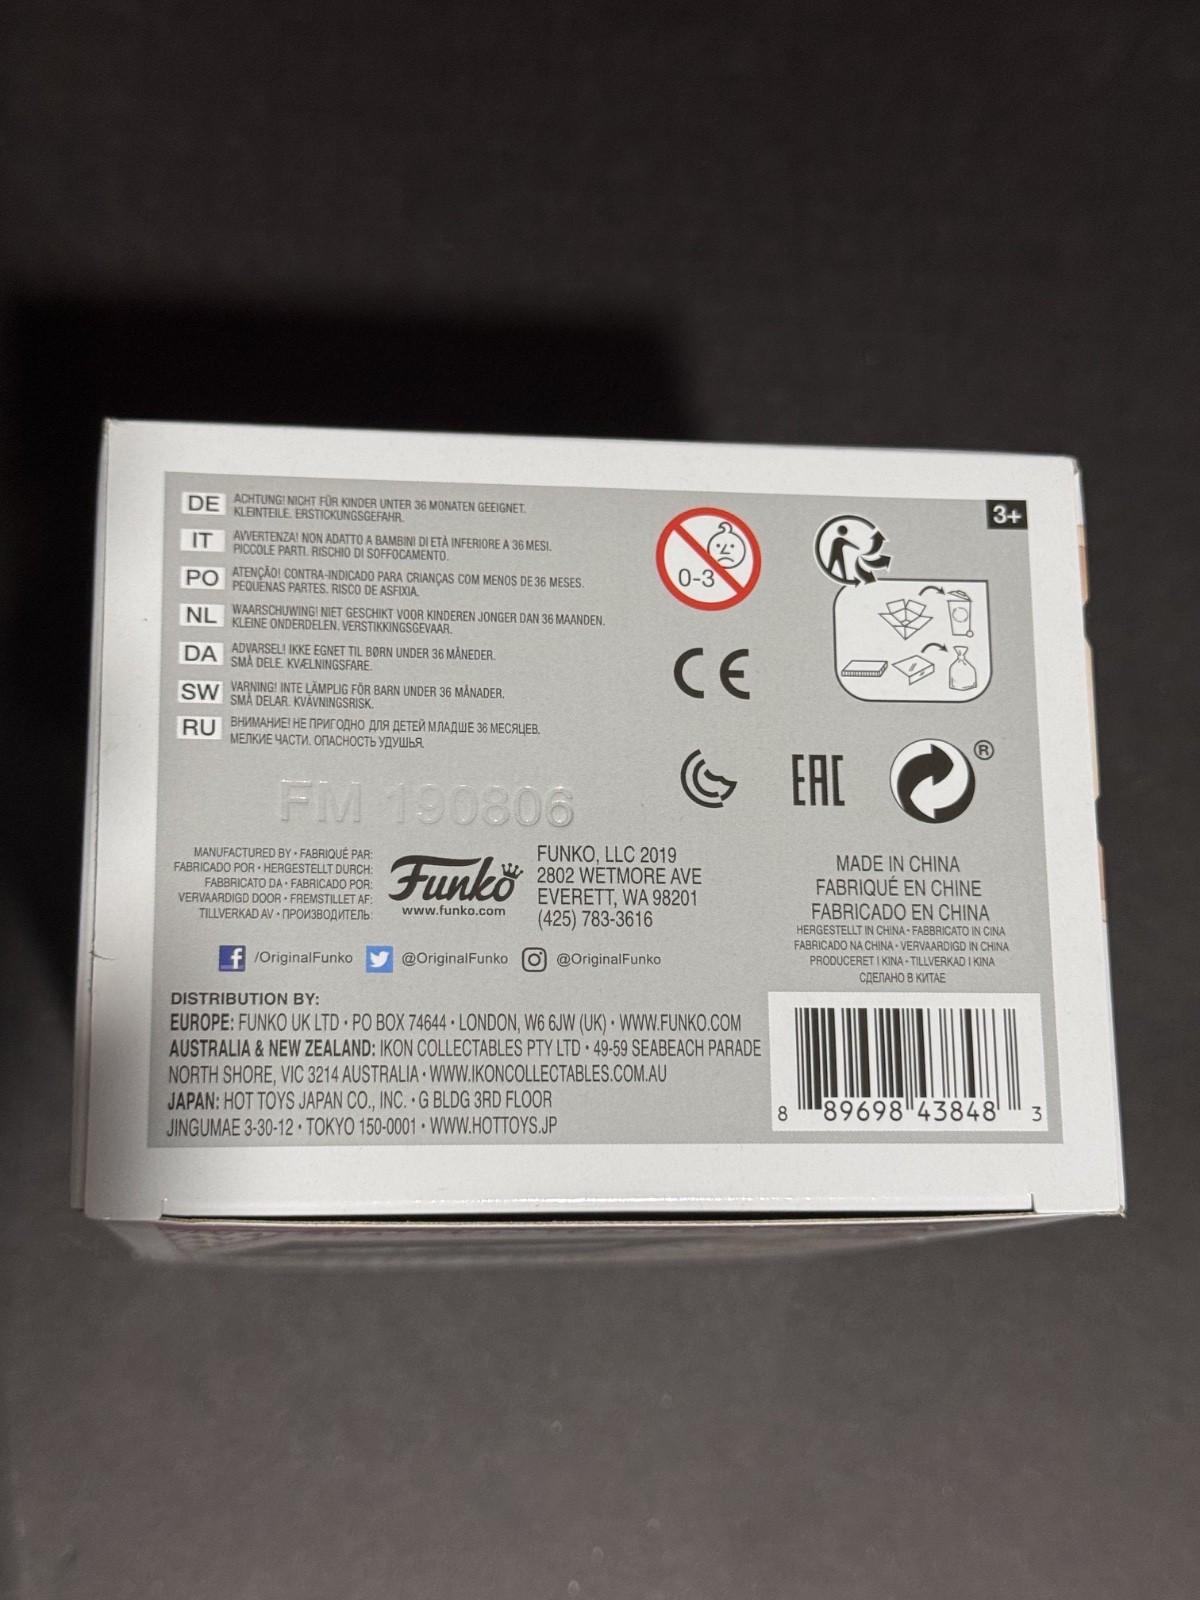 DE ACHTUNG! NICHT FÜR KINDER UNTER 36 MONATEN GEEIGNET.
KLEINTEILE. ERSTICKUNGSGEFAHR.
IT AVVERTENZA! NON ADATTO A BAMBINI DI ETÀ INFERIORE A 36 MESI.
PICCOLE PARTI. RISCHIO DI SOFFOCAMENTO.
PO ATENÇÃO! CONTRA-INDICADO PARA CRIANÇAS COM MENOS DE 36 MESES.
PEQUENAS PARTES. RISCO DE ASFIXIA.
NL WAARSCHUWING! NIET GESCHIKT VOOR KINDEREN JONGER DAN 36 MAANDEN.
KLEINE ONDERDELEN. VERSTIKKINGSGEVAAR.
DA ADVARSEL! IKKE EGNET TIL BØRN UNDER 36 MÅNEDER.
SMÅ DELE. KVÆLNINGSFARE.
SW VARNING! INTE LÄMPLIG FÖR BARN UNDER 36 MÅNADER.
SMÅ DELAR. KVÄVNINGSRISK.
RU ВНИМАНИЕ! НЕ ПРИГОДНО ДЛЯ ДЕТЕЙ МЛАДШЕ 36 МЕСЯЦЕВ.
МЕЛКИЕ ЧАСТИ. ОПАСНОСТЬ УДУШЬЯ.
0-3
3+
CE
EAC
®
FM 190806
MANUFACTURED BY • FABRIQUÉ PAR:
FABRICADO POR • HERGESTELLT DURCH:
FABBRICATO DA • FABRICADO POR:
VERVAARDIGD DOOR • FREMSTILLET AF:
TILLVERKAD AV • ПРОИЗВОДИТЕЛЬ:
Funko
www.funko.com
FUNKO, LLC 2019
2802 WETMORE AVE
EVERETT, WA 98201
(425) 783-3616
MADE IN CHINA
FABRIQUÉ EN CHINE
FABRICADO EN CHINA
HERGESTELLT IN CHINA • FABBRICATO IN CINA
FABRICADO NA CHINA • VERVAARDIGD IN CHINA
PRODUCERET I KINA • TILLVERKAD I KINA
СДЕЛАНО В КИТАЕ
/OriginalFunko @OriginalFunko @OriginalFunko
DISTRIBUTION BY:
EUROPE: FUNKO UK LTD • PO BOX 74644 • LONDON, W6 6JW (UK) • WWW.FUNKO.COM
AUSTRALIA & NEW ZEALAND: IKON COLLECTABLES PTY LTD • 49-59 SEABEACH PARADE
NORTH SHORE, VIC 3214 AUSTRALIA • WWW.IKONCOLLECTABLES.COM.AU
JAPAN: HOT TOYS JAPAN CO., INC. • G BLDG 3RD FLOOR
JINGUMAE 3-30-12 • TOKYO 150-0001 • WWW.HOTTOYS.JP
8 89698 43848 3